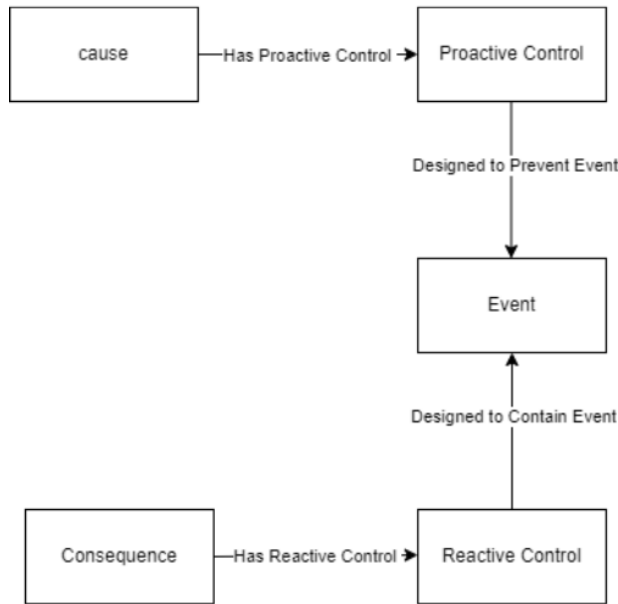 cause
Has Proactive Control
Proactive Control
Designed to Prevent Event
Event
Designed to Contain Event
Consequence
Has Reactive Control
Reactive Control